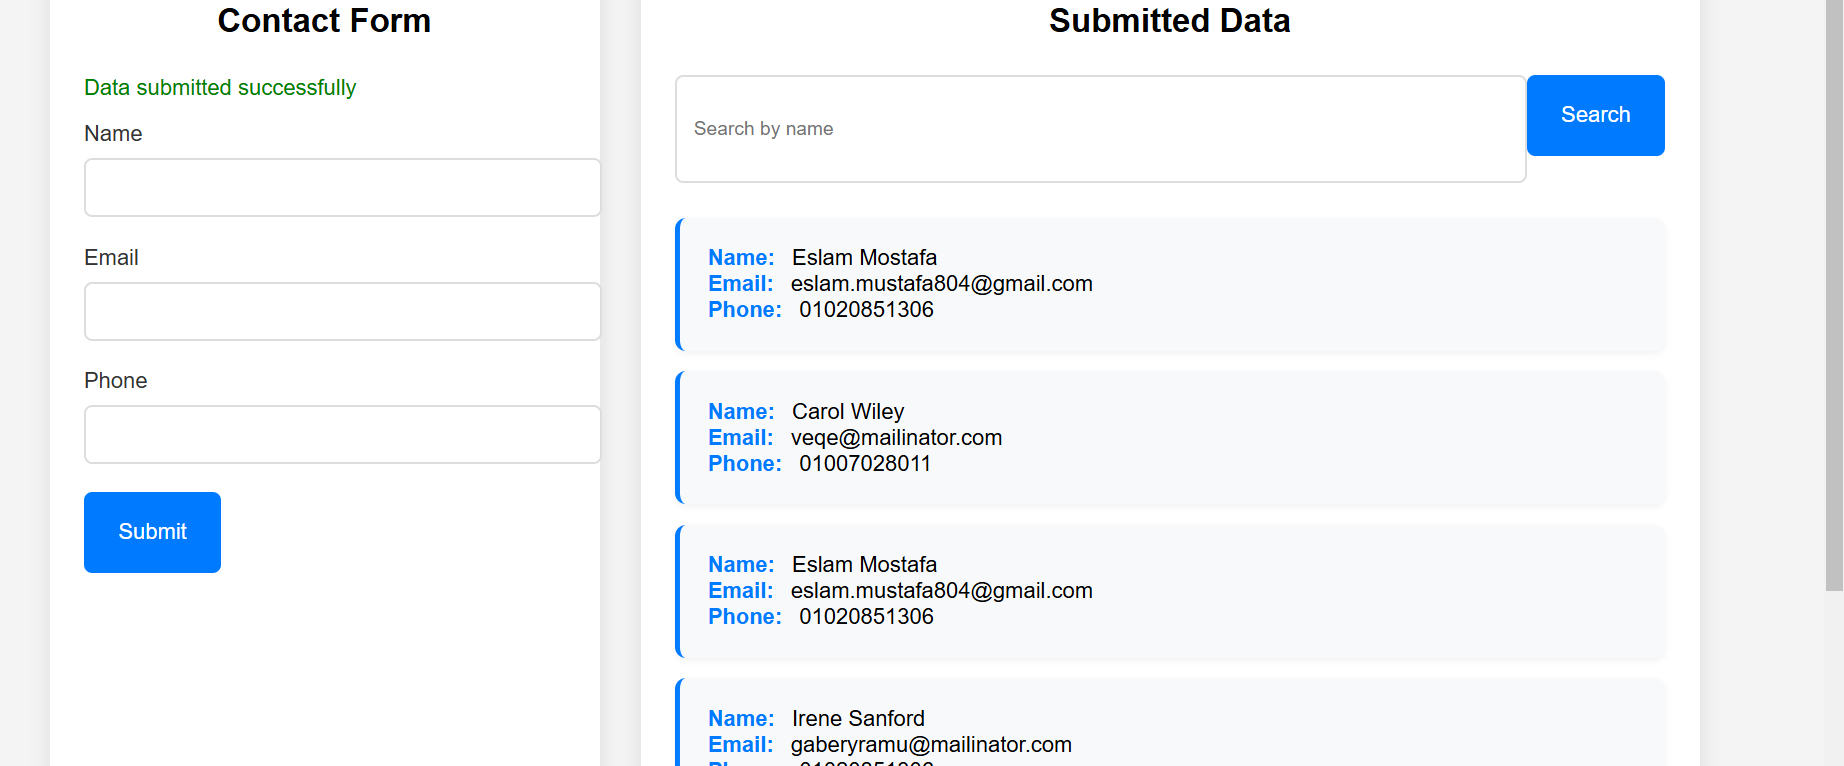 Contact Form
Data submitted successfully
Name
Email
Phone
Submit
Submitted Data
Search by name
Search
Name: Eslam Mostafa
Email: eslam.mustafa804@gmail.com
Phone: 01020851306
Name: Carol Wiley
Email: veqe@mailinator.com
Phone: 01007028011
Name: Eslam Mostafa
Email: eslam.mustafa804@gmail.com
Phone: 01020851306
Name: Irene Sanford
Email: gaberyramu@mailinator.com